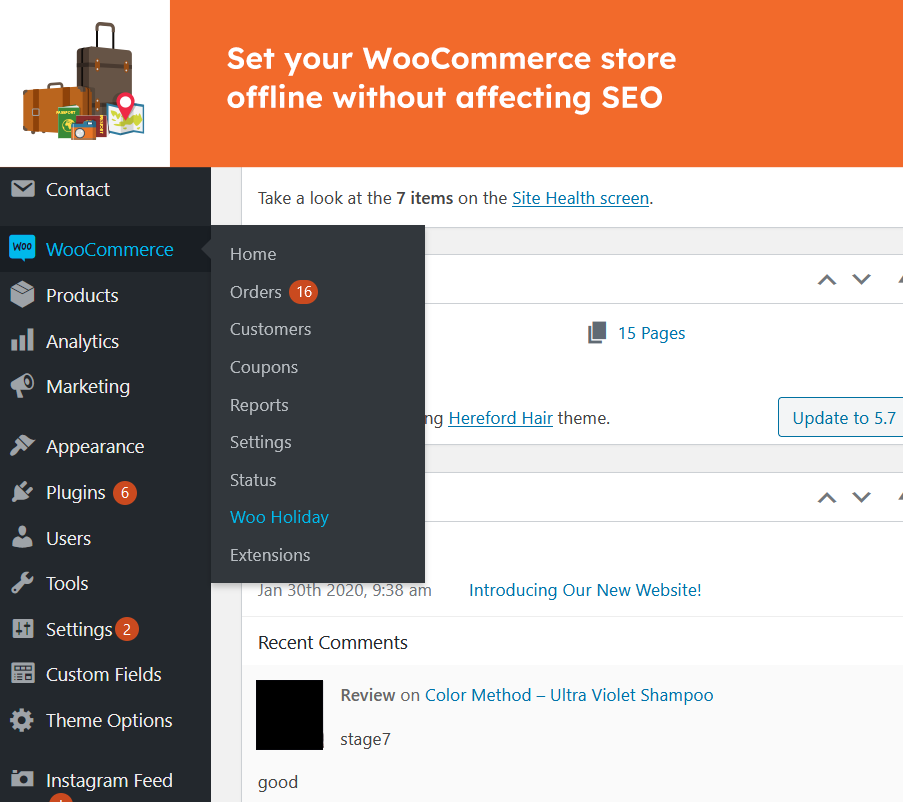 Set your WooCommerce store
offline without affecting SEO
PASSPORT
Contact
WooCommerce
Products
Analytics
Marketing
Appearance
Plugins 6
Users
Tools
Settings 2
Custom Fields
Theme Options
Instagram Feed
Home
Orders 16
Customers
Coupons
Reports
Settings
Status
Woo Holiday
Extensions
Take a look at the 7 items on the Site Health screen.
15 Pages
ng Hereford Hair theme.
Update to 5.7
Jan 30th 2020, 9:38 am Introducing Our New Website!
Recent Comments
Review on Color Method – Ultra Violet Shampoo
stage7
good